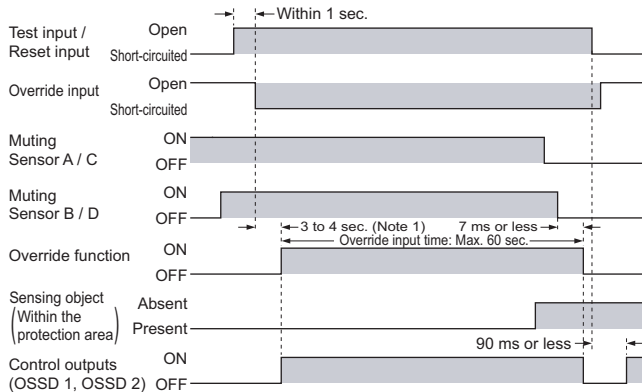 Within 1 sec.
Test input /
Reset input
Open
Short-circuited
Override input
Open
Short-circuited
Muting
Sensor A / C
ON
OFF
Muting
Sensor B / D
ON
OFF
3 to 4 sec. (Note 1)
7 ms or less
Override input time: Max. 60 sec.
Override function
ON
OFF
Sensing object
(Within the
protection area)
Absent
Present
90 ms or less
Control outputs
(OSSD 1, OSSD 2)
ON
OFF